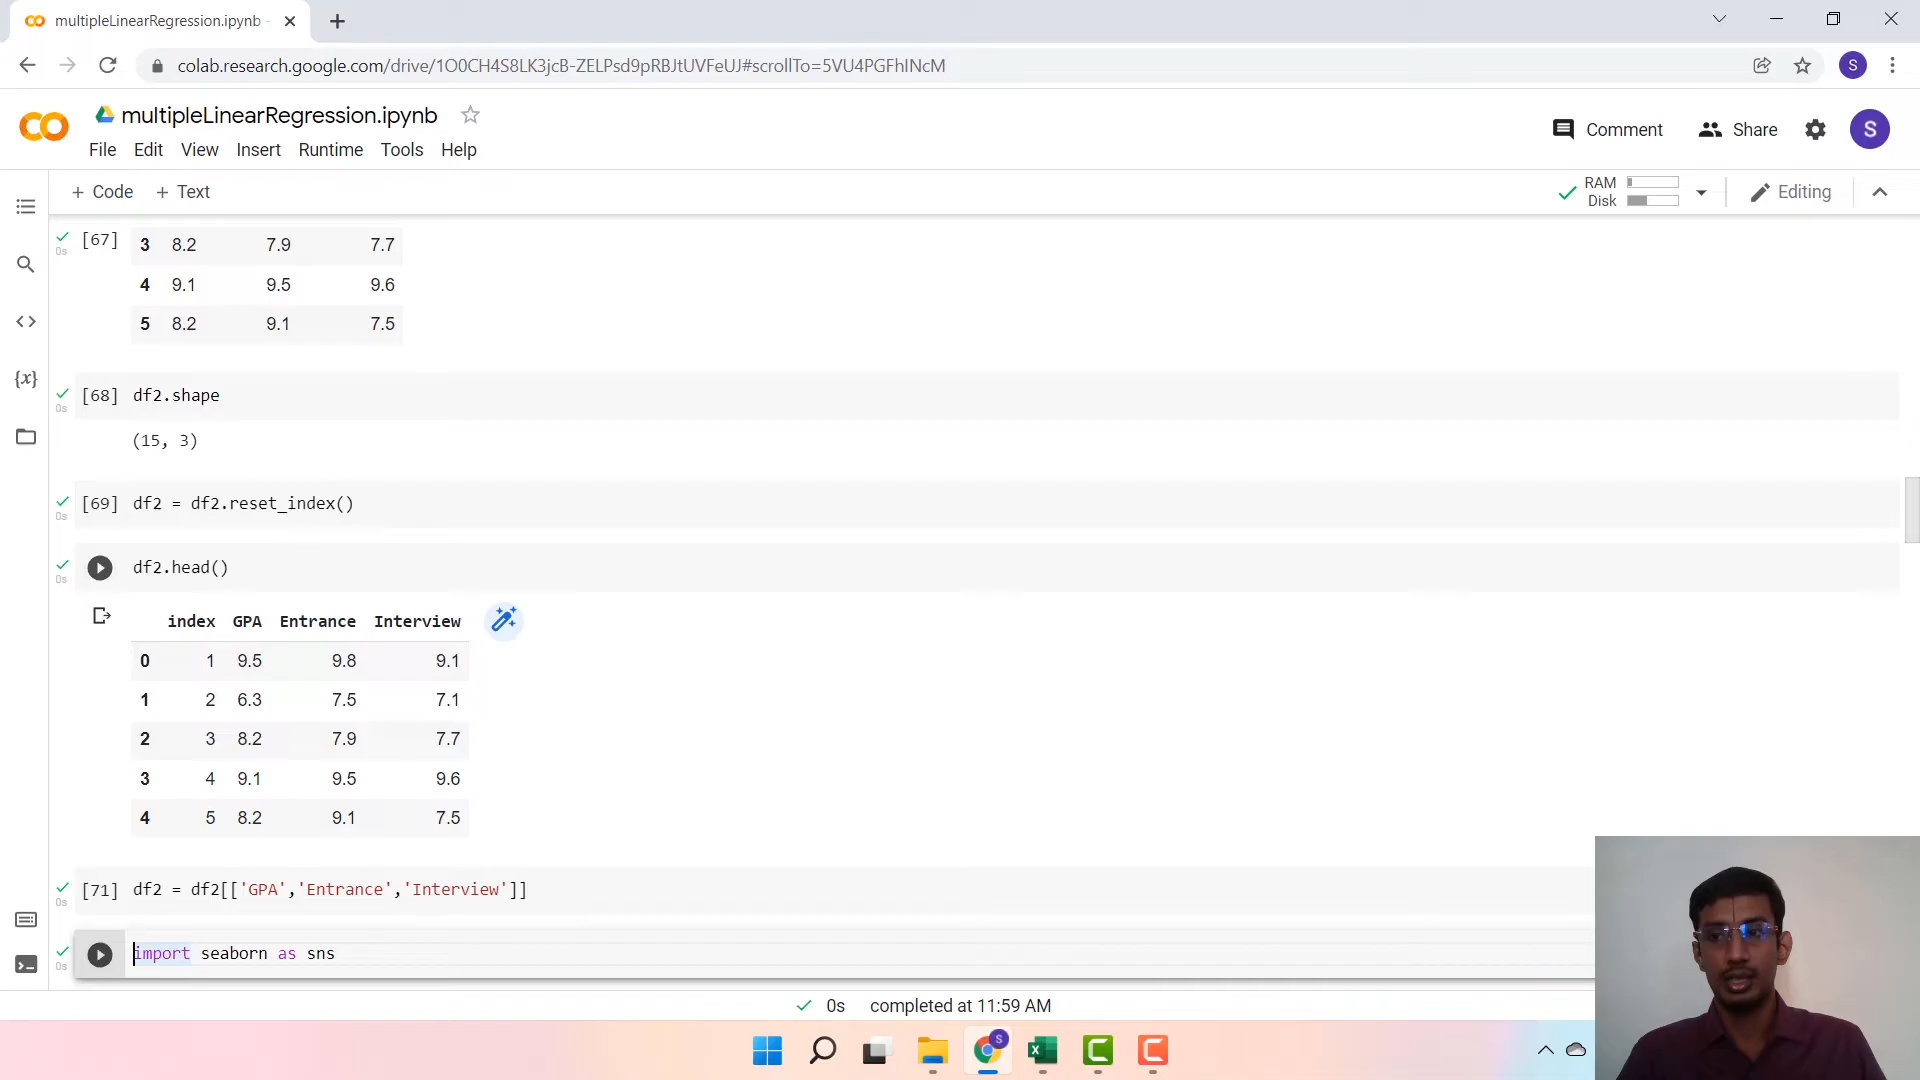 multipleLinearRegression.ipynb -
colab.research.google.com/drive/1O0CH4S8LK3jcB-ZELPsd9pRBJtUVFeUJ#scrollTo=5VU4PGFhINcM
S
multipleLinearRegression.ipynb
Comment
Share
S
File Edit View Insert Runtime Tools Help
+ Code + Text
RAM
Disk
Editing
[67] 3 8.2 7.9 7.7
0s
4 9.1 9.5 9.6
5 8.2 9.1 7.5
{x}
[68] df2.shape
0s
(15, 3)
[69] df2 = df2.reset_index()
0s
df2.head()
0s
index GPA Entrance Interview
0 1 9.5 9.8 9.1
1 2 6.3 7.5 7.1
2 3 8.2 7.9 7.7
3 4 9.1 9.5 9.6
4 5 8.2 9.1 7.5
[71] df2 = df2[['GPA','Entrance','Interview']]
0s
import seaborn as sns
0s
0s completed at 11:59 AM
S